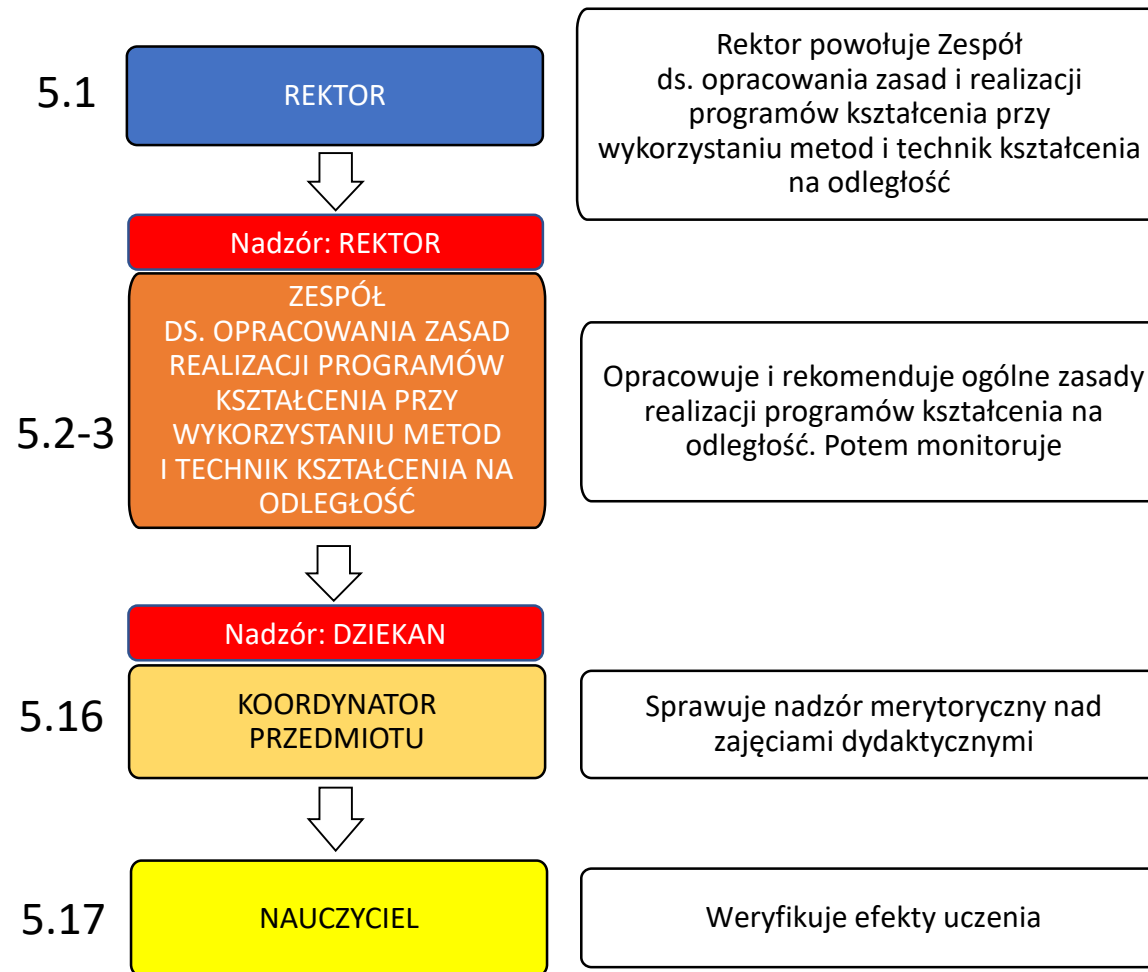 5.1
REKTOR
Rektor powołuje Zespół
ds. opracowania zasad i realizacji
programów kształcenia przy
wykorzystaniu metod i technik kształcenia
na odległość
Nadzór: REKTOR
5.2-3
ZESPÓŁ
DS. OPRACOWANIA ZASAD
REALIZACJI PROGRAMÓW
KSZTAŁCENIA PRZY
WYKORZYSTANIU METOD
I TECHNIK KSZTAŁCENIA NA
ODLEGŁOŚĆ
Opracowuje i rekomenduje ogólne zasady
realizacji programów kształcenia na
odległość. Potem monitoruje
Nadzór: DZIEKAN
5.16
KOORDYNATOR
PRZEDMIOTU
Sprawuje nadzór merytoryczny nad
zajęciami dydaktycznymi
5.17
NAUCZYCIEL
Weryfikuje efekty uczenia